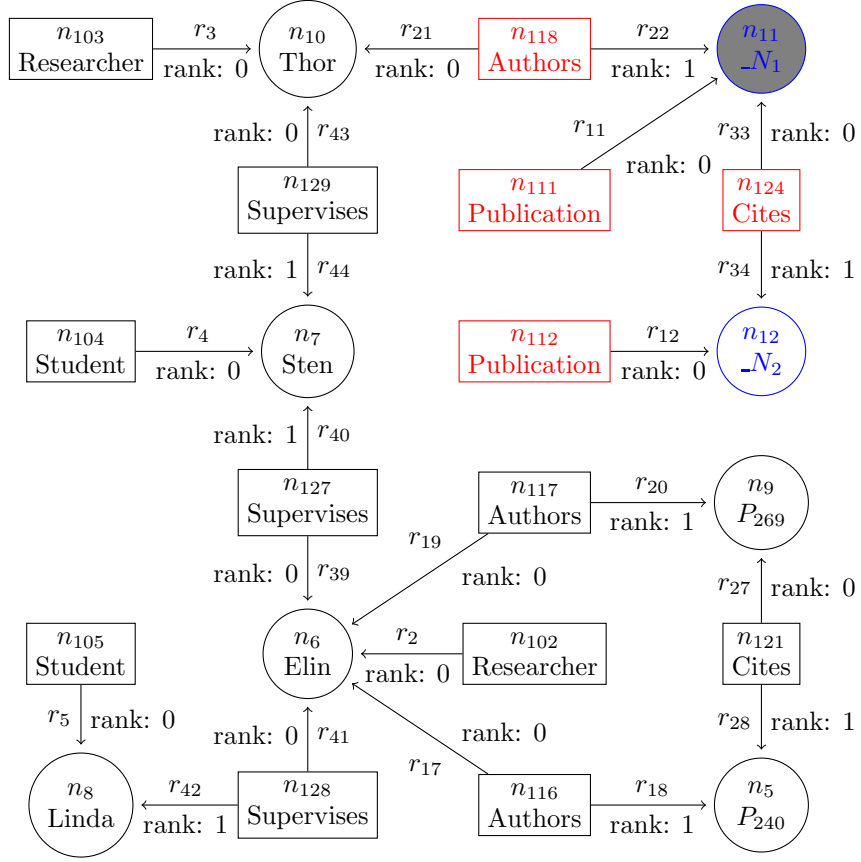 n₁₀₃
Researcher
r₃
rank: 0
n₁₀
Thor
r₂₁
rank: 0
n₁₁₈
Authors
r₂₂
rank: 1
n₁₁
_N₁
r₁₁
rank: 0
r₃₃
rank: 0
rank: 0
r₄₃
n₁₂₉
Supervises
n₁₁₁
Publication
n₁₂₄
Cites
rank: 1
r₄₄
r₃₄
rank: 1
n₁₀₄
Student
r₄
rank: 0
n₇
Sten
n₁₁₂
Publication
r₁₂
rank: 0
n₁₂
_N₂
rank: 1
r₄₀
n₁₂₇
Supervises
n₁₁₇
Authors
r₂₀
rank: 1
n₉
P₂₆₉
rank: 0
r₃₉
r₁₉
rank: 0
r₂₇
rank: 0
n₁₀₅
Student
n₆
Elin
r₂
rank: 0
n₁₀₂
Researcher
n₁₂₁
Cites
r₅
rank: 0
rank: 0
r₄₁
r₁₇
rank: 0
r₂₈
rank: 1
n₈
Linda
r₄₂
rank: 1
n₁₂₈
Supervises
n₁₁₆
Authors
r₁₈
rank: 1
n₅
P₂₄₀